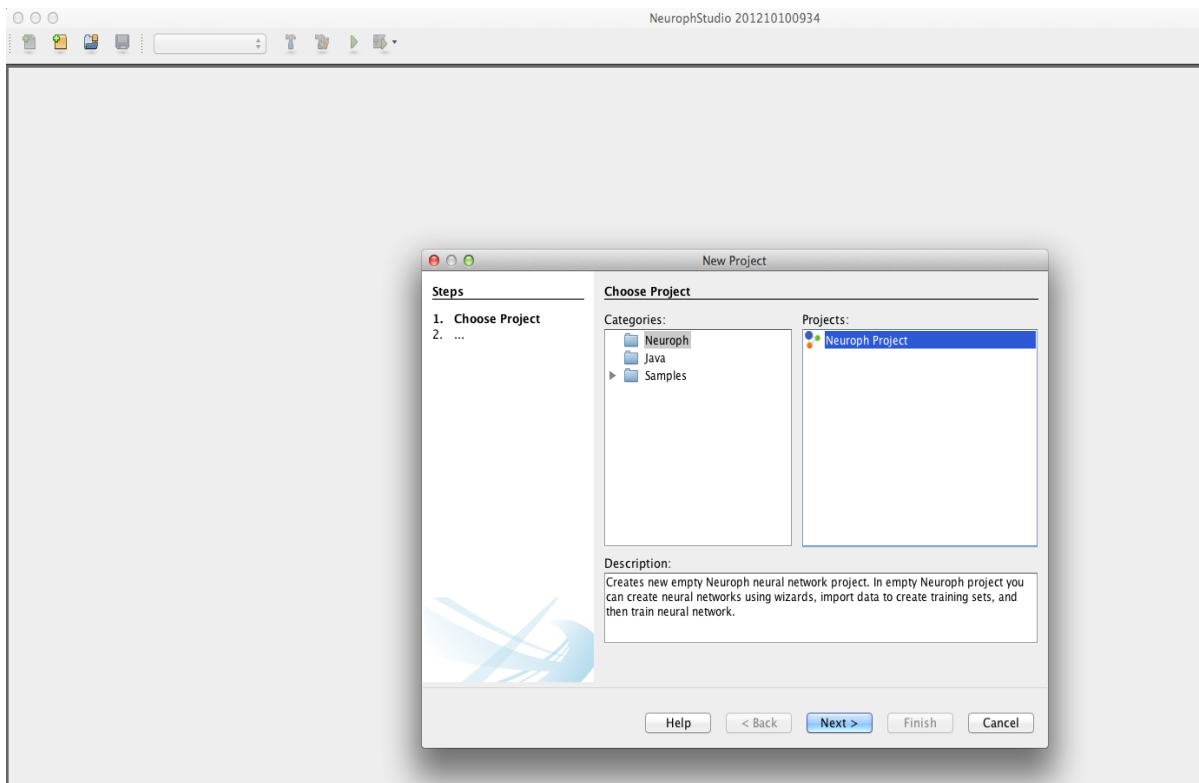 NeurophStudio 201210100934
New Project
Steps
1. Choose Project
2. ...
Choose Project
Categories:
Neuroph
Java
Samples
Projects:
Neuroph Project
Description:
Creates new empty Neuroph neural network project. In empty Neuroph project you
can create neural networks using wizards, import data to create training sets, and
then train neural network.
Help
< Back
Next >
Finish
Cancel